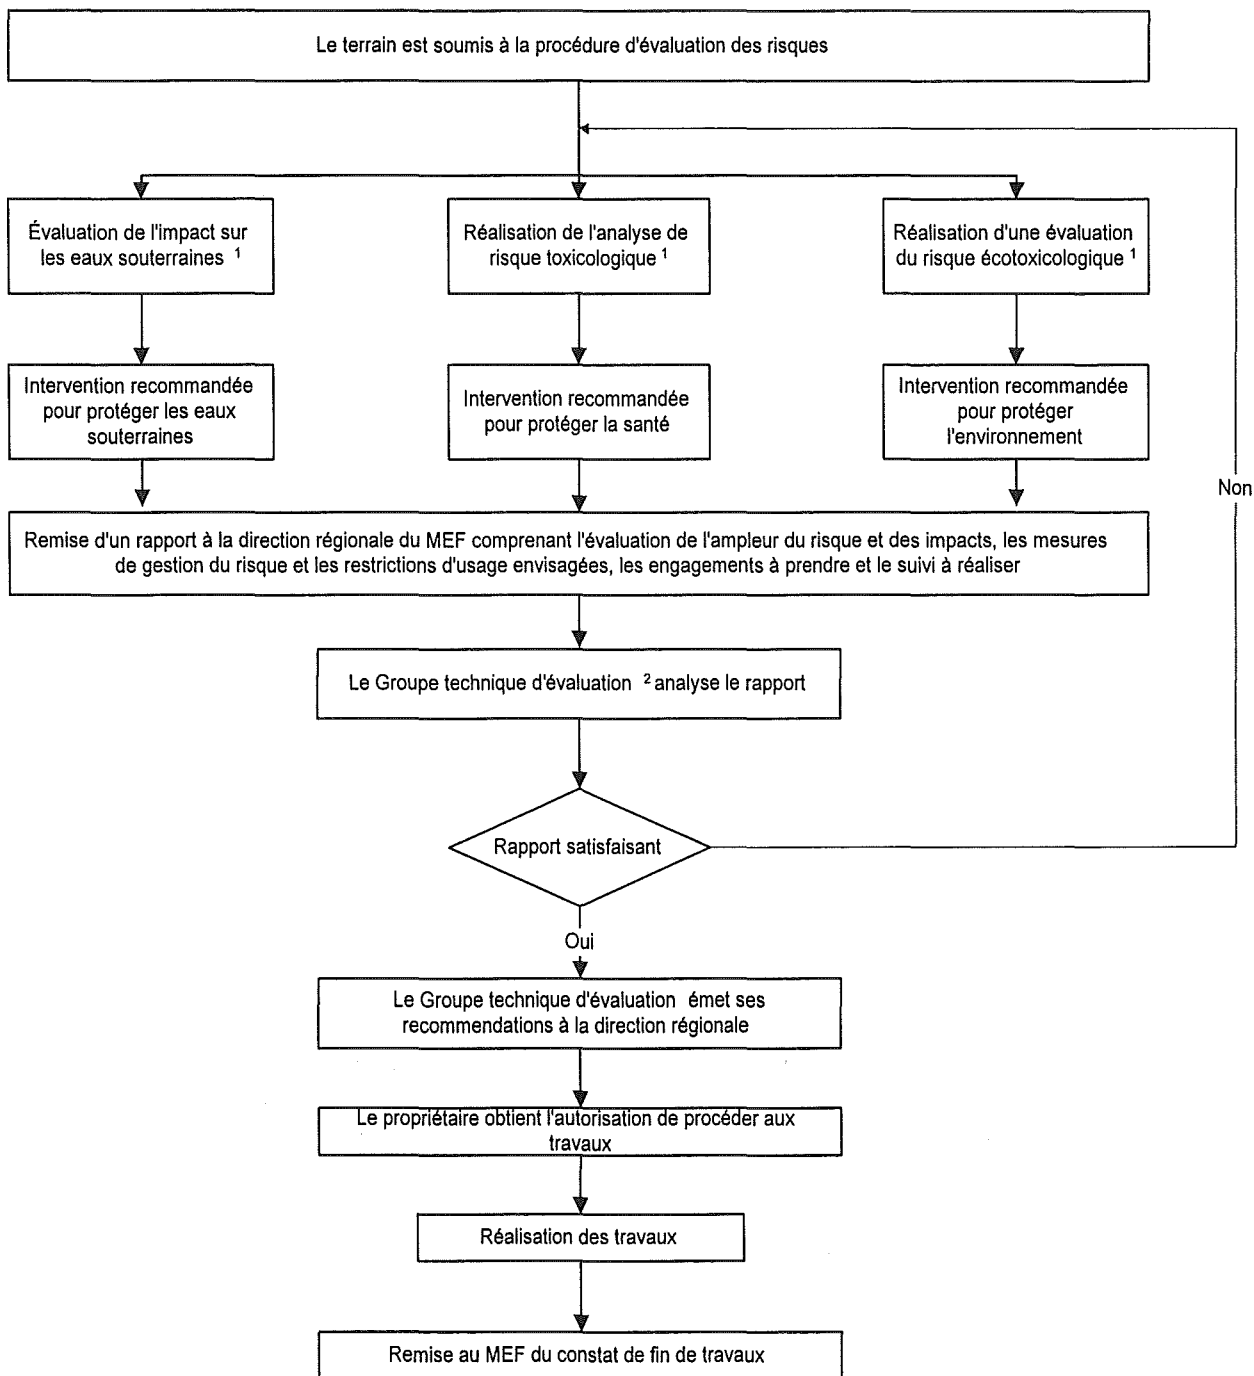 Le terrain est soumis à la procédure d'évaluation des risques
Évaluation de l'impact sur
les eaux souterraines 1
Réalisation de l'analyse de
risque toxicologique 1
Réalisation d'une évaluation
du risque écotoxicologique 1
Intervention recommandée
pour protéger les eaux
souterraines
Intervention recommandée
pour protéger la santé
Intervention recommandée
pour protéger
l'environnement
Non
Remise d'un rapport à la direction régionale du MEF comprenant l'évaluation de l'ampleur du risque et des impacts, les mesures
de gestion du risque et les restrictions d'usage envisagées, les engagements à prendre et le suivi à réaliser
Le Groupe technique d'évaluation 2 analyse le rapport
Rapport satisfaisant
Oui
Le Groupe technique d'évaluation émet ses
recommendations à la direction régionale
Le propriétaire obtient l'autorisation de procéder aux
travaux
Réalisation des travaux
Remise au MEF du constat de fin de travaux